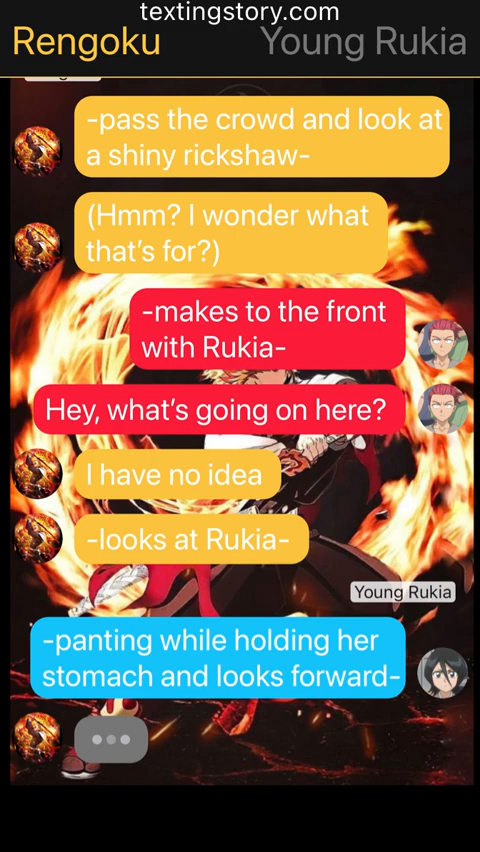 textingstory.com
Rengoku
Young Rukia
-pass the crowd and look at
a shiny rickshaw-
(Hmm? I wonder what
that's for?)
-makes to the front
with Rukia-
Hey, what's going on here?
I have no idea
-looks at Rukia-
Young Rukia
-panting while holding her
stomach and looks forward-